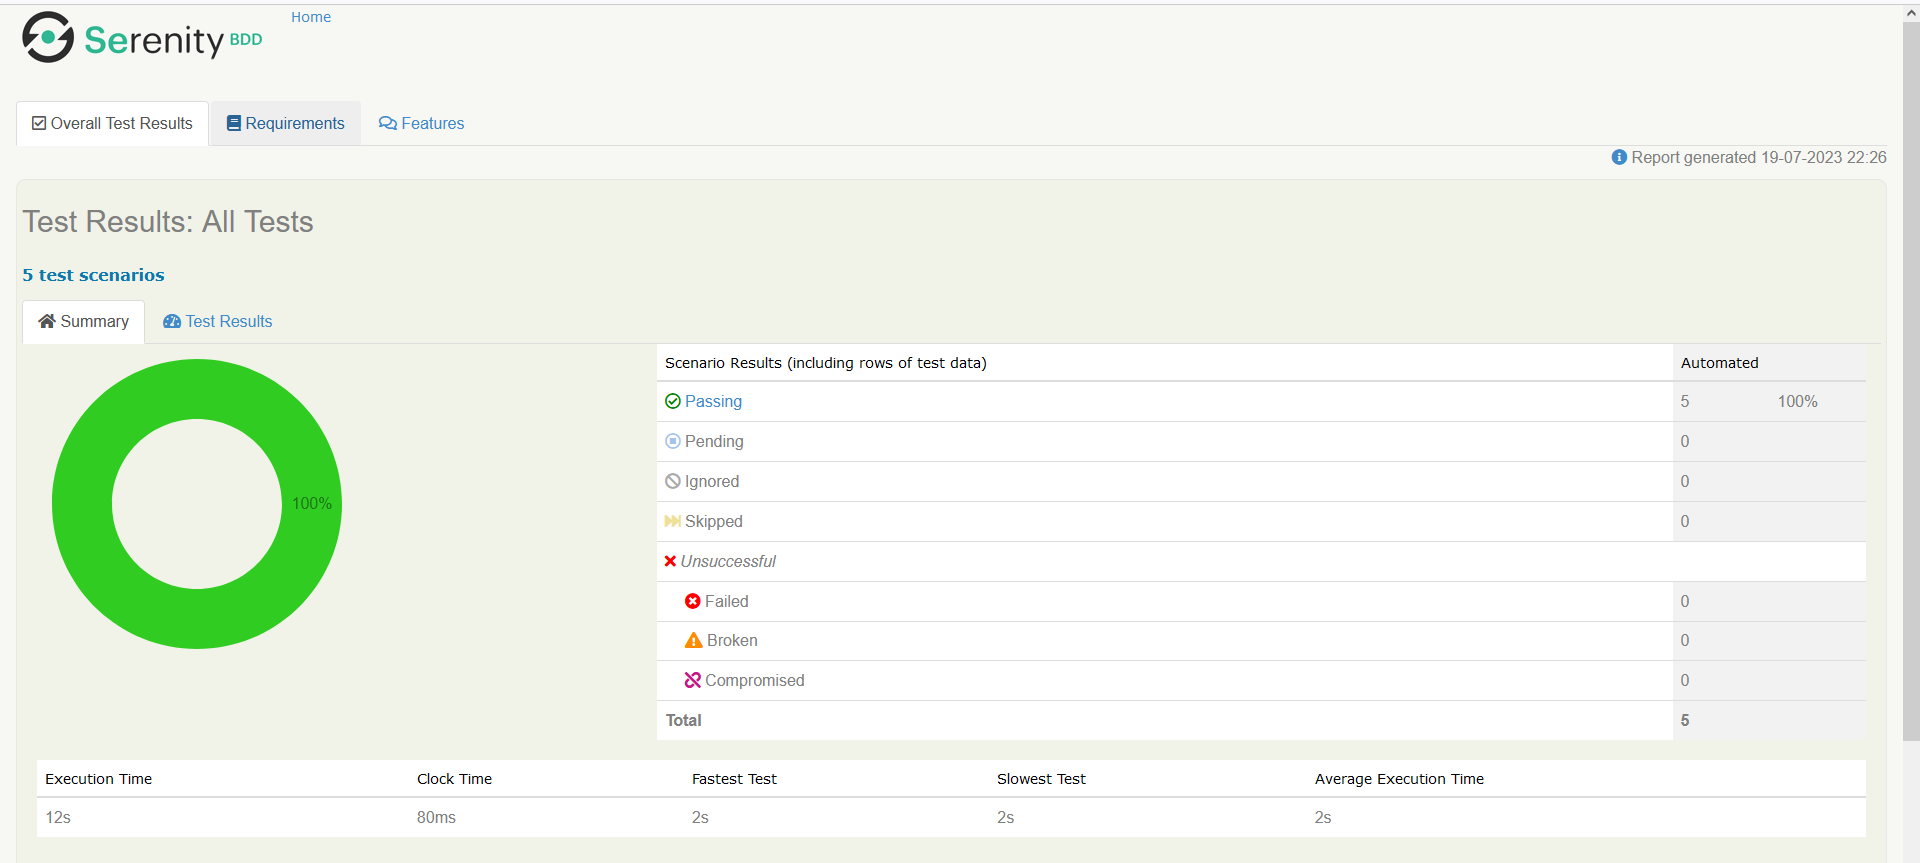 Home
Serenity BDD
Overall Test Results Requirements Features
Report generated 19-07-2023 22:26
Test Results: All Tests
5 test scenarios
Summary Test Results
Scenario Results (including rows of test data) Automated
Passing 5 100%
Pending 0
Ignored 0
Skipped 0
Unsuccessful
Failed 0
Broken 0
Compromised 0
Total 5
100%
Execution Time Clock Time Fastest Test Slowest Test Average Execution Time
12s 80ms 2s 2s 2s